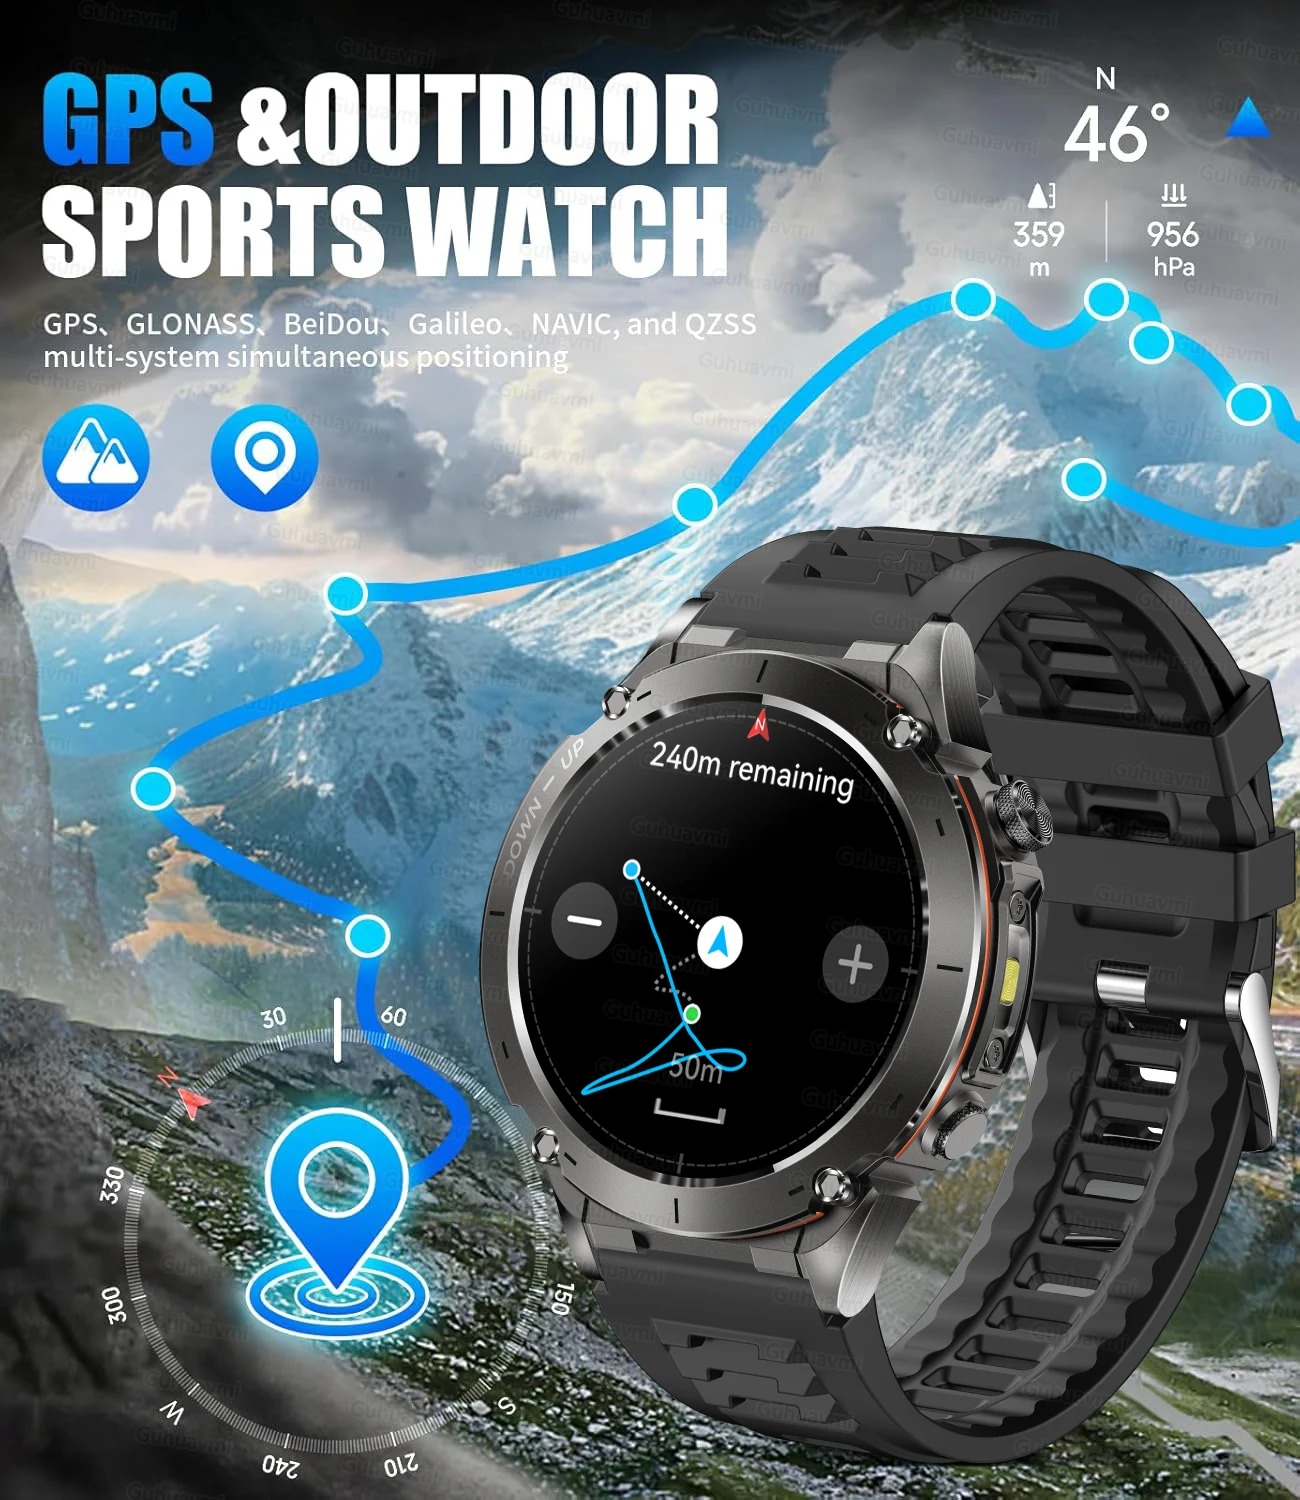 GPS &OUTDOOR
SPORTS WATCH
GPS、GLONASS、BeiDou、Galileo、NAVIC, and QZSS
multi-system simultaneous positioning
N
46°
359
m
956
hPa
DOWN — UP
N
240m remaining
50m
30
60
N
330
300
W
240
210
S
150
Guhuavmi